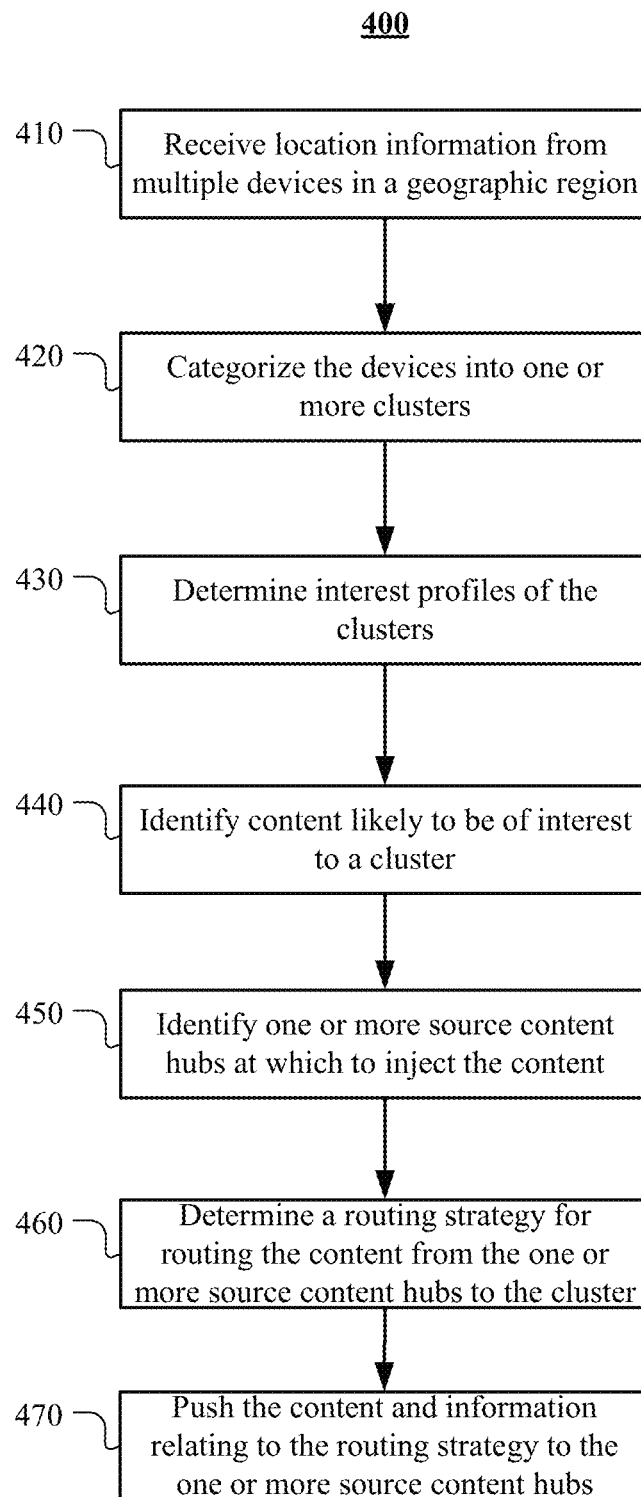 400
410
Receive location information from
multiple devices in a geographic region
420
Categorize the devices into one or
more clusters
430
Determine interest profiles of the
clusters
440
Identify content likely to be of interest
to a cluster
450
Identify one or more source content
hubs at which to inject the content
460
Determine a routing strategy for
routing the content from the one or
more source content hubs to the cluster
470
Push the content and information
relating to the routing strategy to the
one or more source content hubs